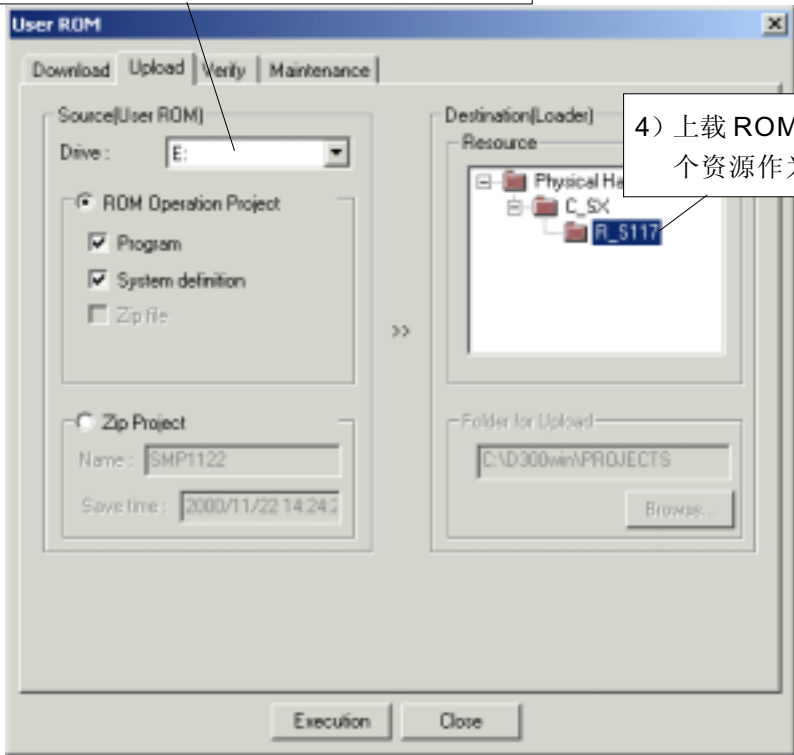 User ROM
Download Upload Verify Maintenance
Source(User ROM)
Drive : E:
ROM Operation Project
Program
System definition
Zip file
Zip Project
Name : SMP1122
Save time : 2000/11/22 14:24:2
>>
Destination(Loader)
Resource
Physical Ha
C_SX
R_S117
4）上载 ROM
个资源作
Folder for Upload
C:\D300win\PROJECTS
Browse...
Execution Close